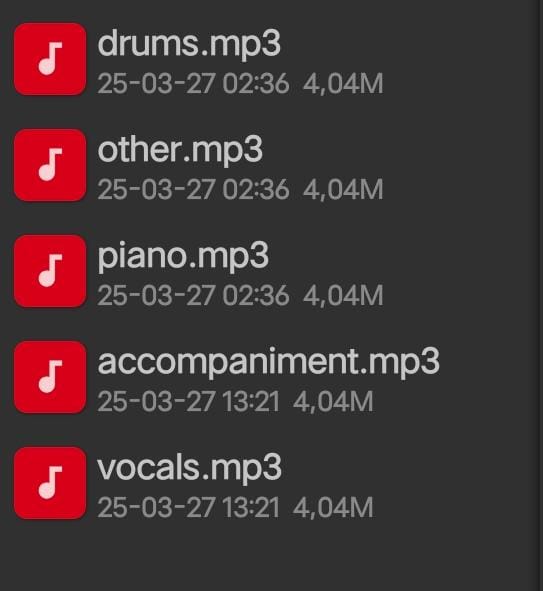 drums.mp3
25-03-27 02:36 4,04M
other.mp3
25-03-27 02:36 4,04M
piano.mp3
25-03-27 02:36 4,04M
accompaniment.mp3
25-03-27 13:21 4,04M
vocals.mp3
25-03-27 13:21 4,04M